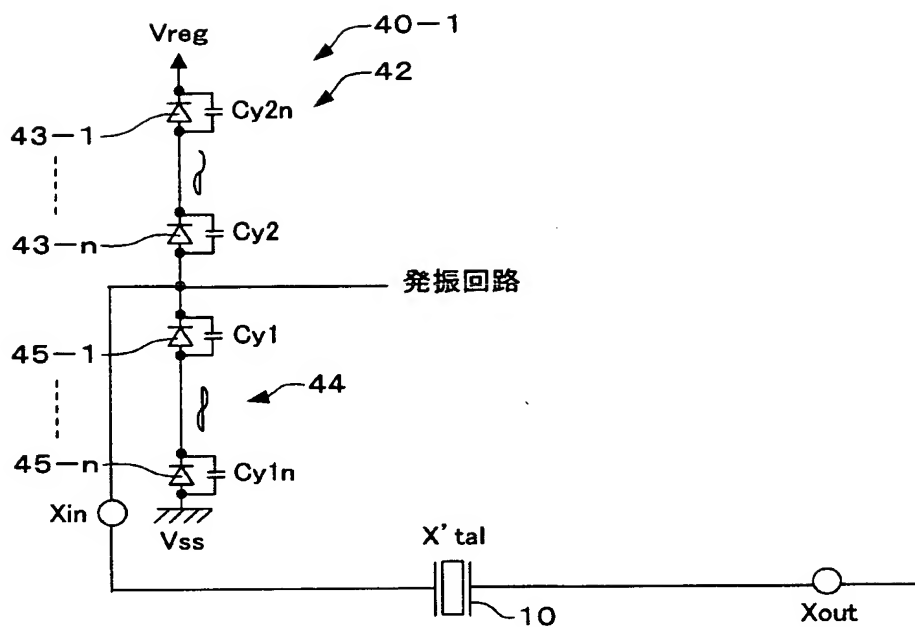 Vreg
40-1
42
Cy2n
43-1
Cy2
43-n
発振回路
Cy1
45-1
44
45-n
Cy1n
Xin
Vss
X'tal
10
Xout